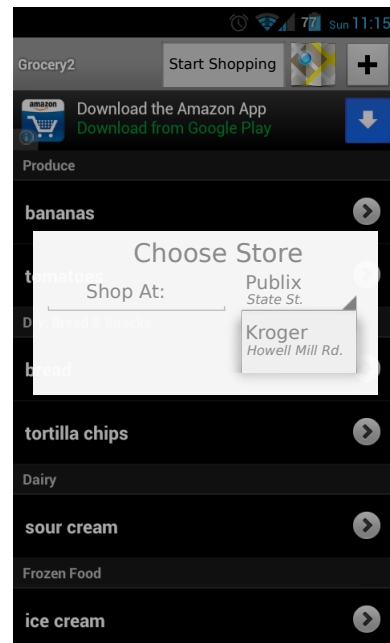 77 Sun 11:15
Grocery2
Start Shopping
amazon
Download the Amazon App
Download from Google Play
Produce
bananas
Choose Store
tomatoes
Shop At:
Publix
State St.
Kroger
Howell Mill Rd.
bread
tortilla chips
Dairy
sour cream
Frozen Food
ice cream